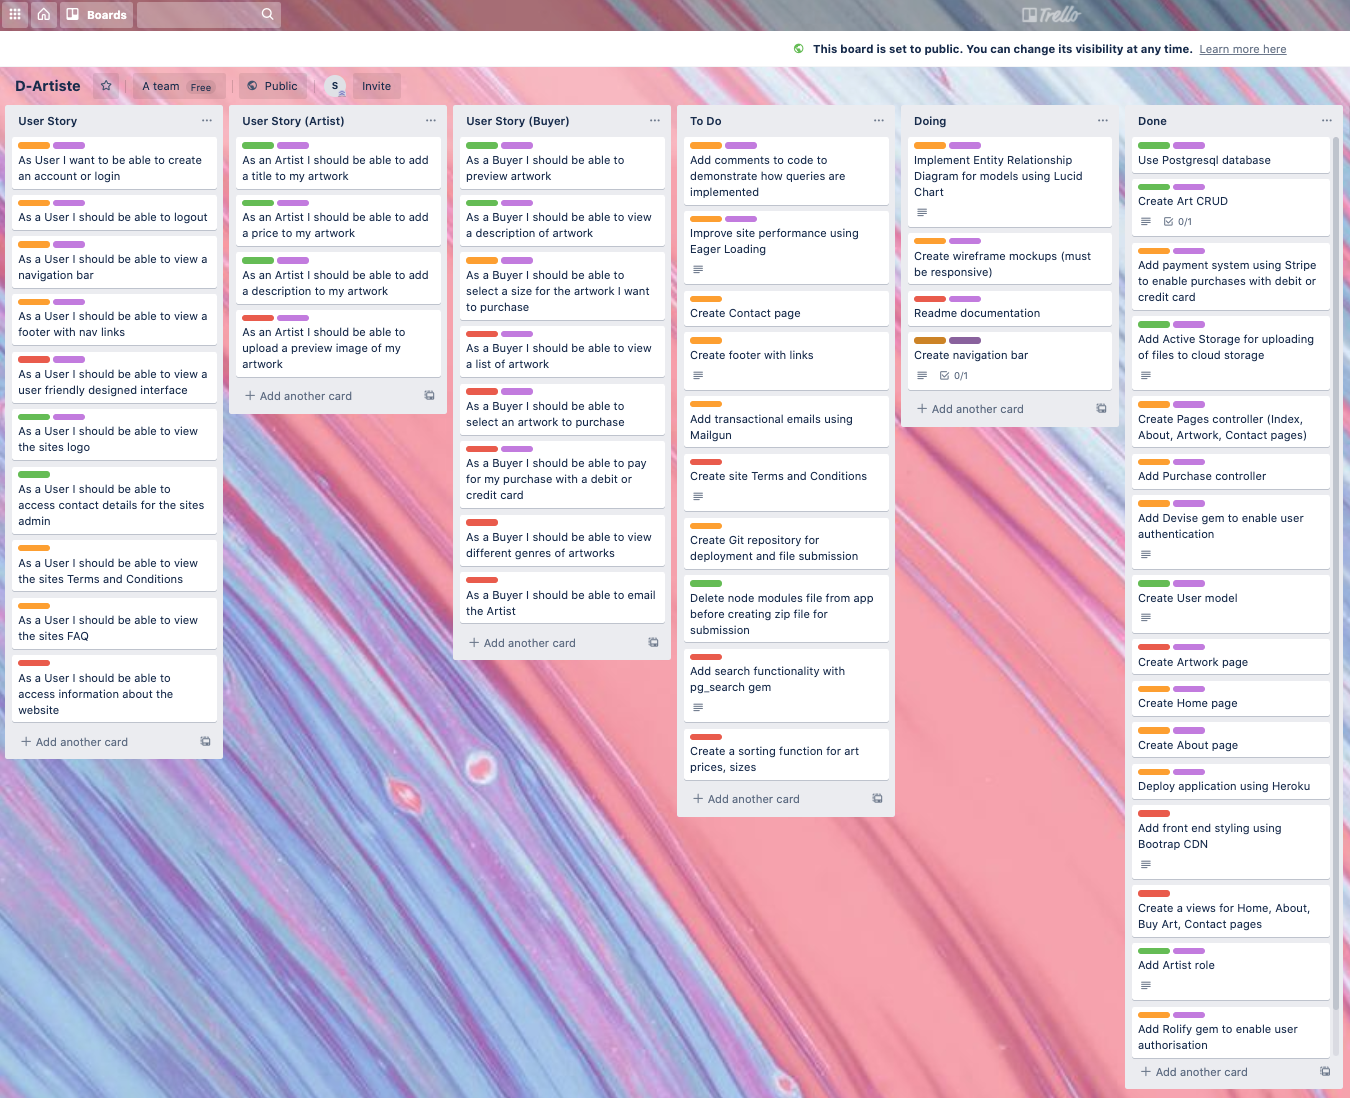 Boards
Trello
This board is set to public. You can change its visibility at any time. Learn more here
D-Artiste
A team Free
Public
S
Invite
User Story
As User I want to be able to create
an account or login
As a User I should be able to logout
As a User I should be able to view a
navigation bar
As a User I should be able to view a
footer with nav links
As a User I should be able to view a
user friendly designed interface
As a User I should be able to view
the sites logo
As a User I should be able to
access contact details for the sites
admin
As a User I should be able to view
the sites Terms and Conditions
As a User I should be able to view
the sites FAQ
As a User I should be able to
access information about the
website
+ Add another card
User Story (Artist)
As an Artist I should be able to add
a title to my artwork
As an Artist I should be able to add
a price to my artwork
As an Artist I should be able to add
a description to my artwork
As an Artist I should be able to
upload a preview image of my
artwork
+ Add another card
User Story (Buyer)
As a Buyer I should be able to
preview artwork
As a Buyer I should be able to view
a description of artwork
As a Buyer I should be able to
select a size for the artwork I want
to purchase
As a Buyer I should be able to view
a list of artwork
As a Buyer I should be able to
select an artwork to purchase
As a Buyer I should be able to pay
for my purchase with a debit or
credit card
As a Buyer I should be able to view
different genres of artworks
As a Buyer I should be able to email
the Artist
+ Add another card
To Do
Add comments to code to
demonstrate how queries are
implemented
Improve site performance using
Eager Loading
Create Contact page
Create footer with links
Add transactional emails using
Mailgun
Create site Terms and Conditions
Create Git repository for
deployment and file submission
Delete node modules file from app
before creating zip file for
submission
Add search functionality with
pg_search gem
Create a sorting function for art
prices, sizes
+ Add another card
Doing
Implement Entity Relationship
Diagram for models using Lucid
Chart
Create wireframe mockups (must
be responsive)
Readme documentation
Create navigation bar
0/1
+ Add another card
Done
Use Postgresql database
Create Art CRUD
0/1
Add payment system using Stripe
to enable purchases with debit or
credit card
Add Active Storage for uploading
of files to cloud storage
Create Pages controller (Index,
About, Artwork, Contact pages)
Add Purchase controller
Add Devise gem to enable user
authentication
Create User model
Create Artwork page
Create Home page
Create About page
Deploy application using Heroku
Add front end styling using
Bootrap CDN
Create a views for Home, About,
Buy Art, Contact pages
Add Artist role
Add Rolify gem to enable user
authorisation
+ Add another card